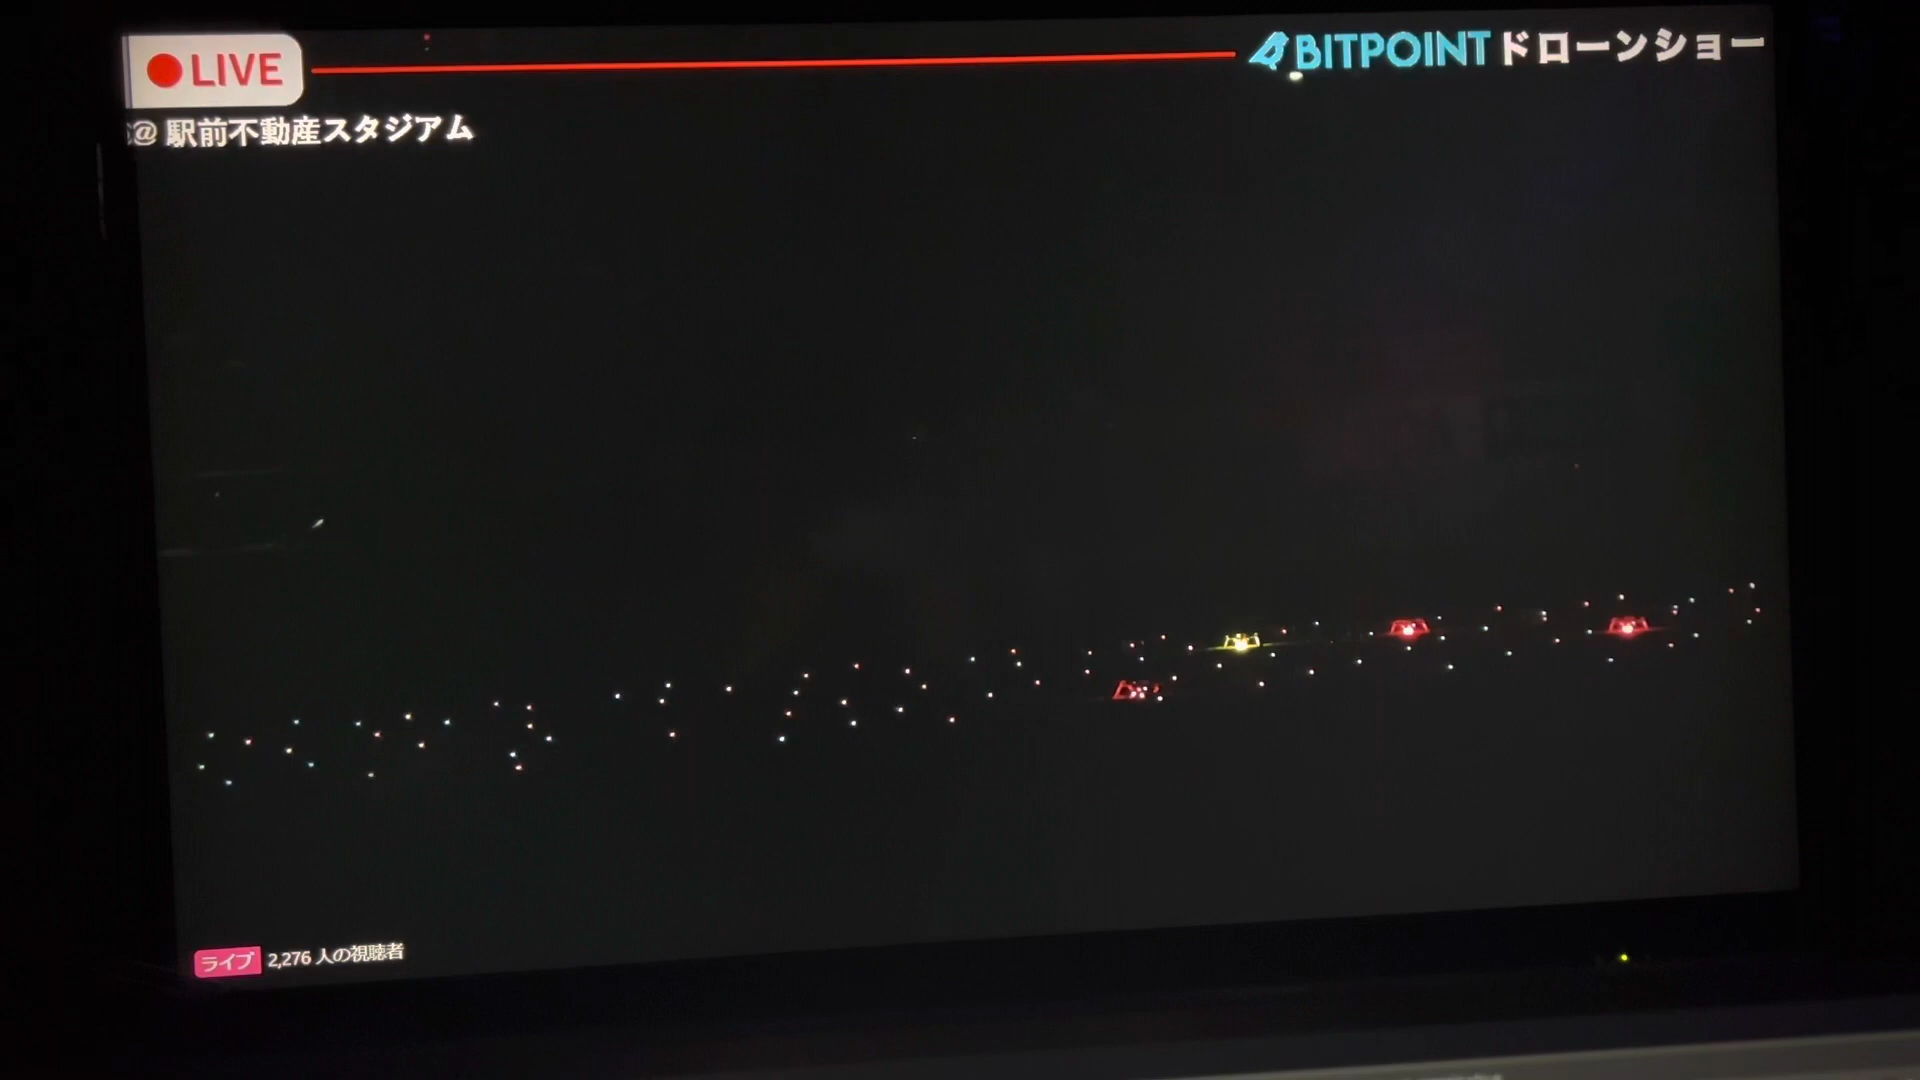 LIVE
BITPOINT ドローンショー
@ 駅前不動産スタジアム
ライブ 2,276 人の視聴者